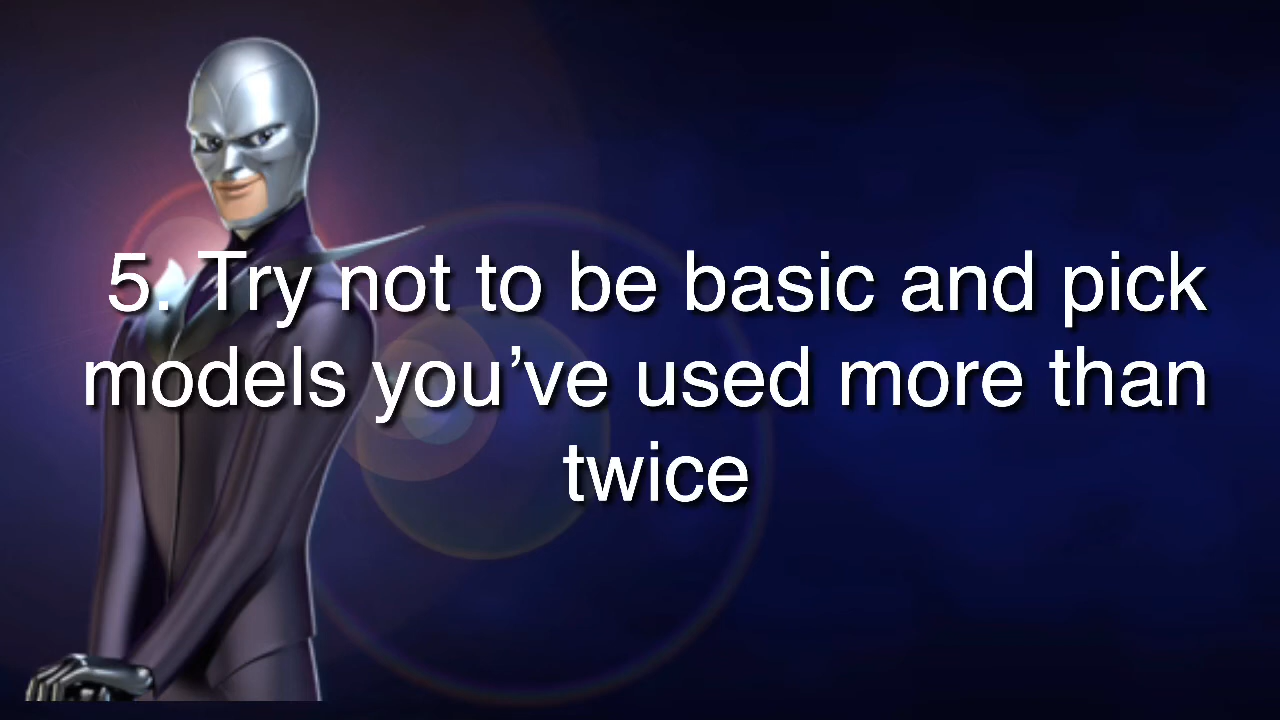 5. Try not to be basic and pick
models you’ve used more than
twice